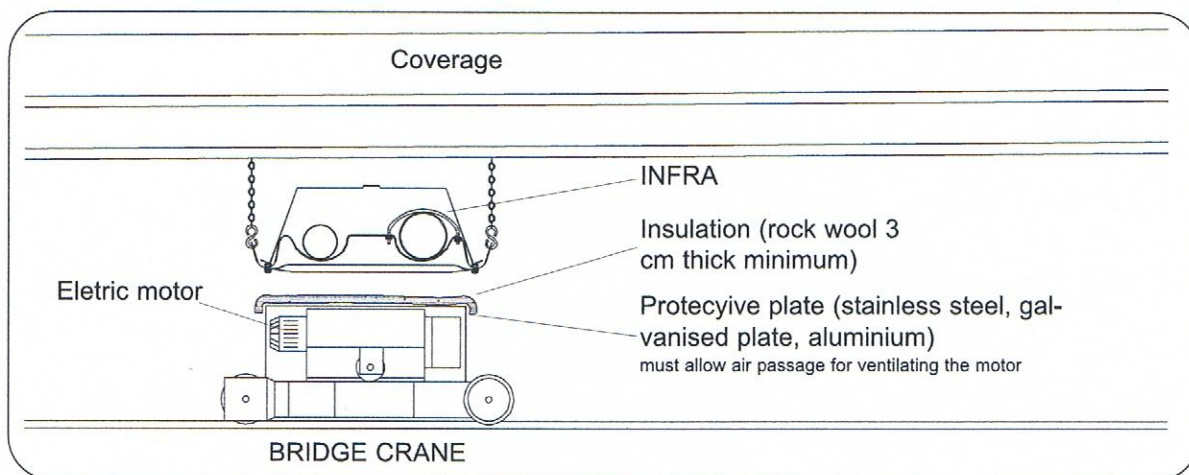 Coverage
INFRA
Insulation (rock wool 3
cm thick minimum)
Eletric motor
Protecyive plate (stainless steel, gal-
vanised plate, aluminium)
must allow air passage for ventilating the motor
BRIDGE CRANE